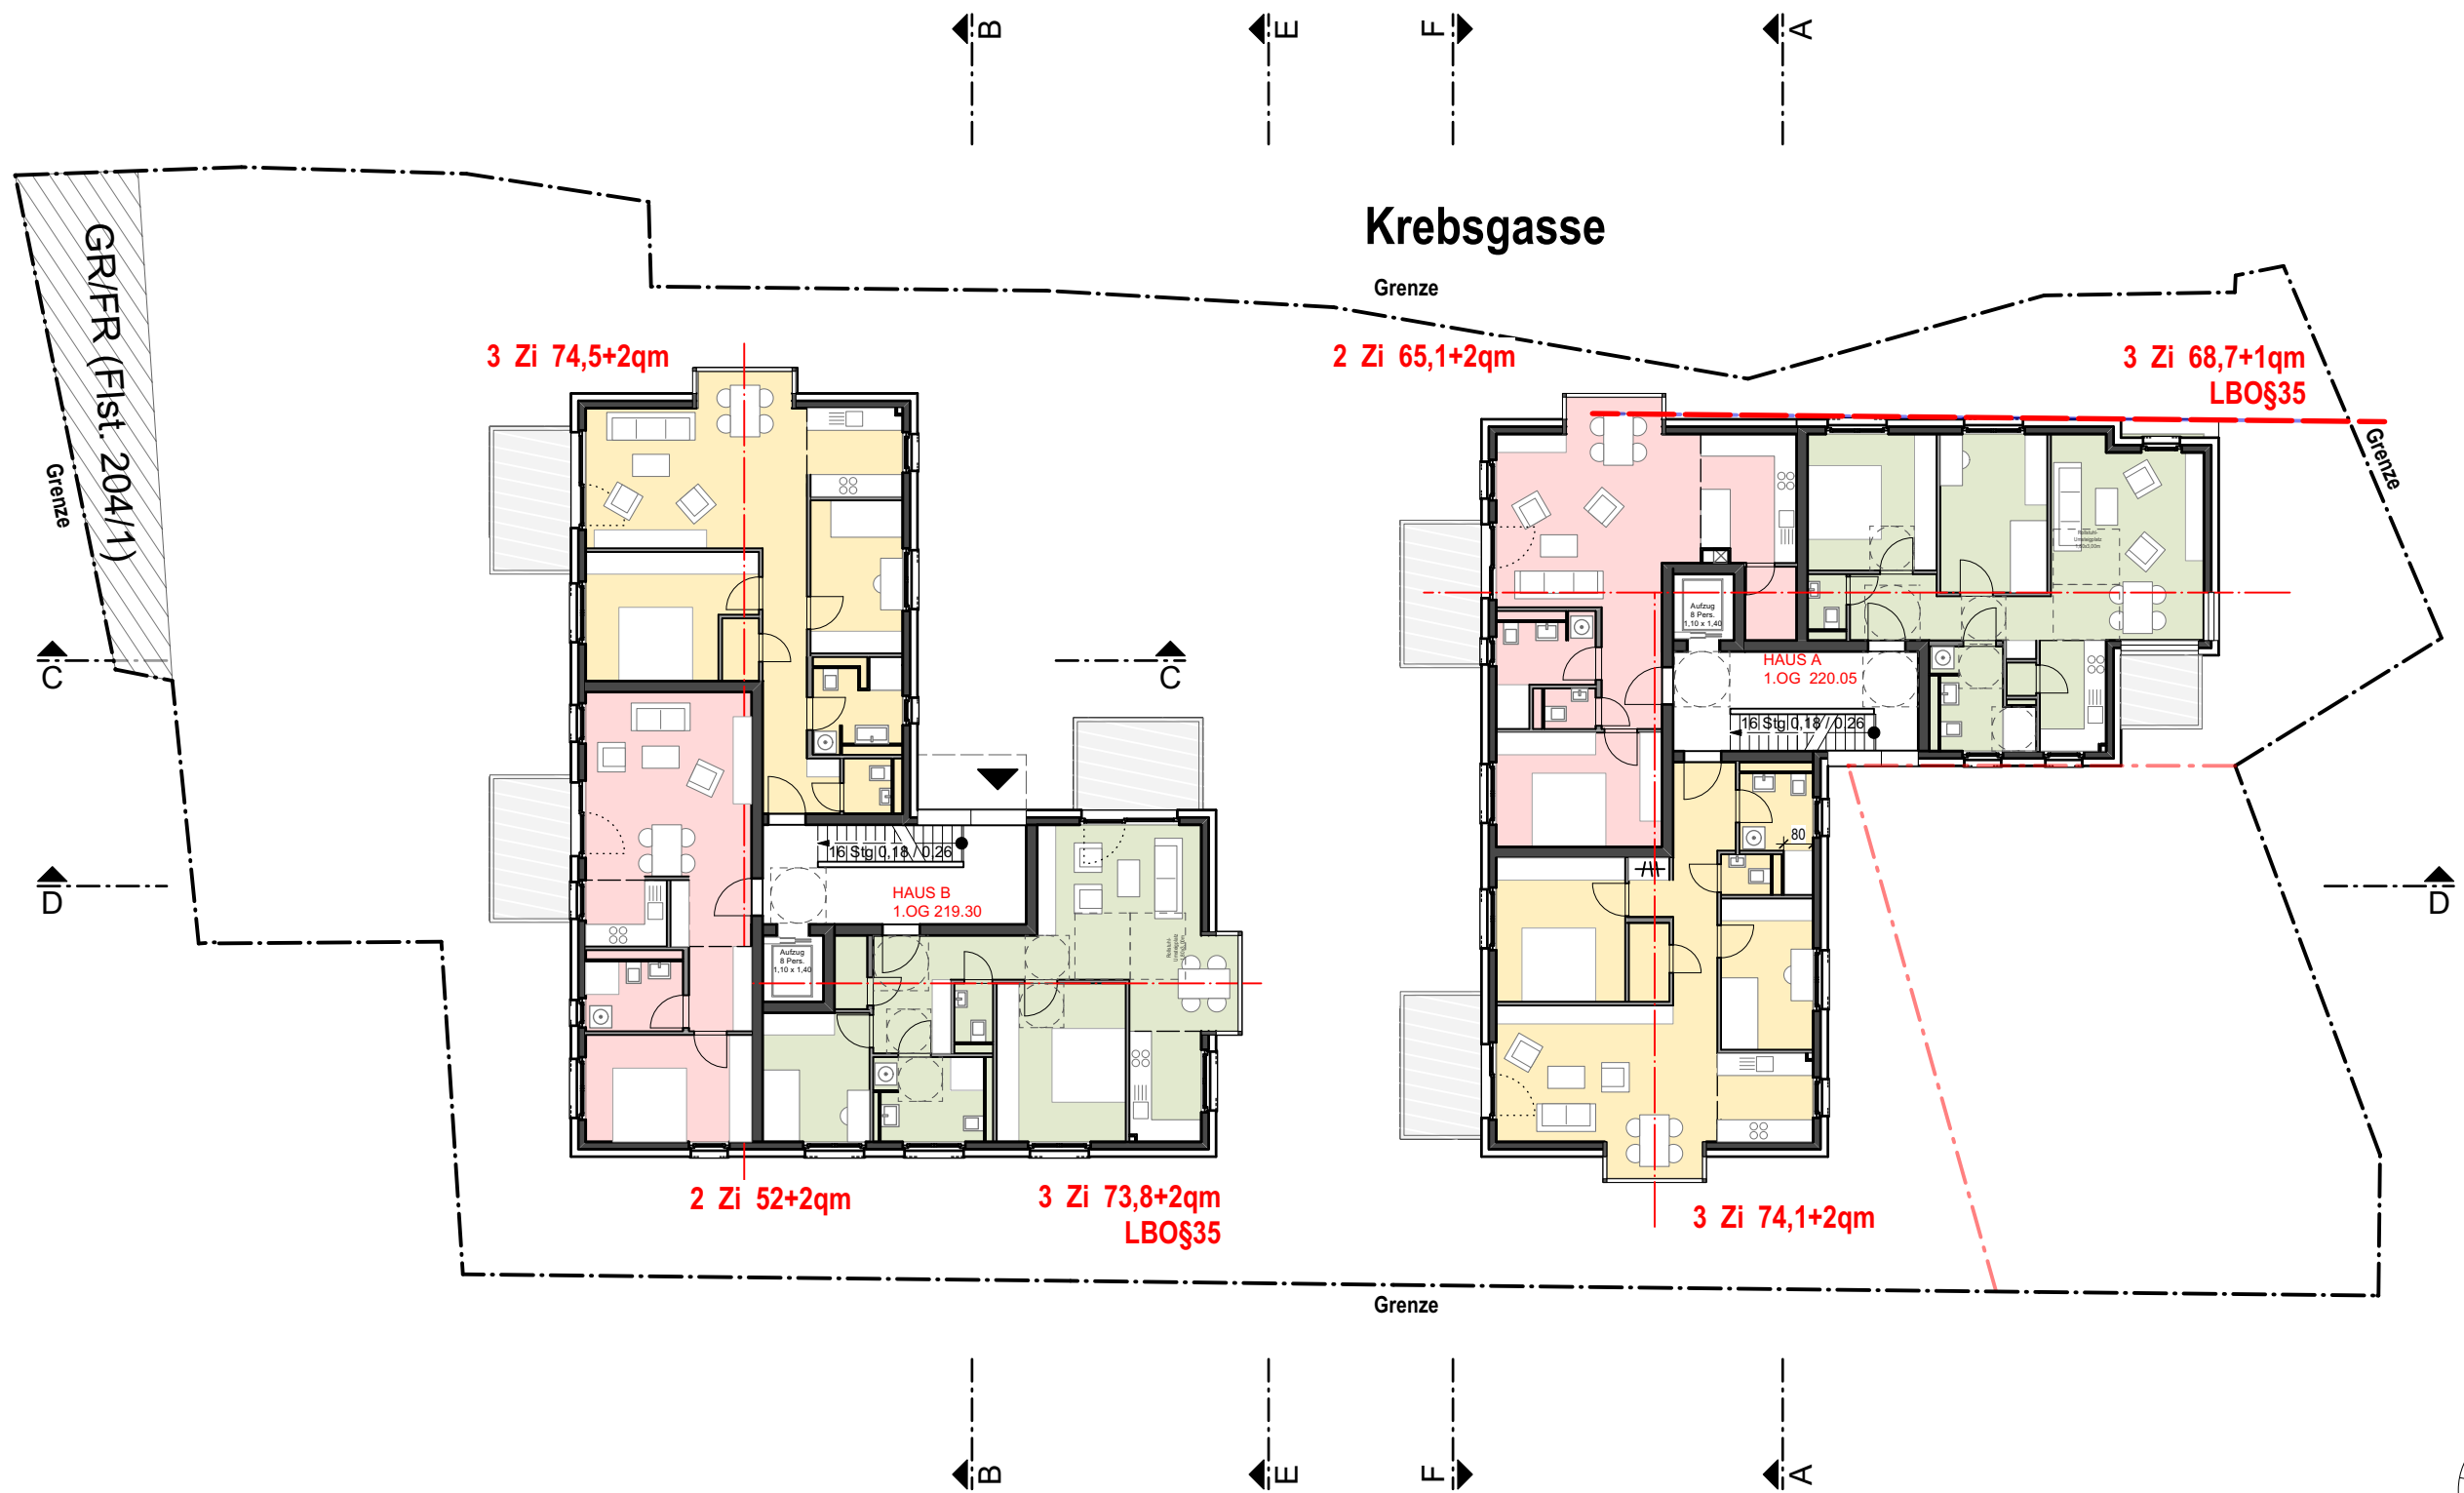 B
E
F
A
Krebsgasse
Grenze
GR/FR (Flst. 204/1)
Grenze
3 Zi 74,5+2qm
2 Zi 65,1+2qm
3 Zi 68,7+1qm
LBO§35
Grenze
Aufzug
8 Pers.
1,10 x 1,40
HAUS A
1.OG 220.05
16 Stg 0,18 / 0.26
C
C
80
16 Stg 0,18 / 0.26
HAUS B
1.OG 219.30
D
D
Aufzug
8 Pers.
1,10 x 1,40
2 Zi 52+2qm
3 Zi 73,8+2qm
LBO§35
3 Zi 74,1+2qm
Grenze
B
E
F
A